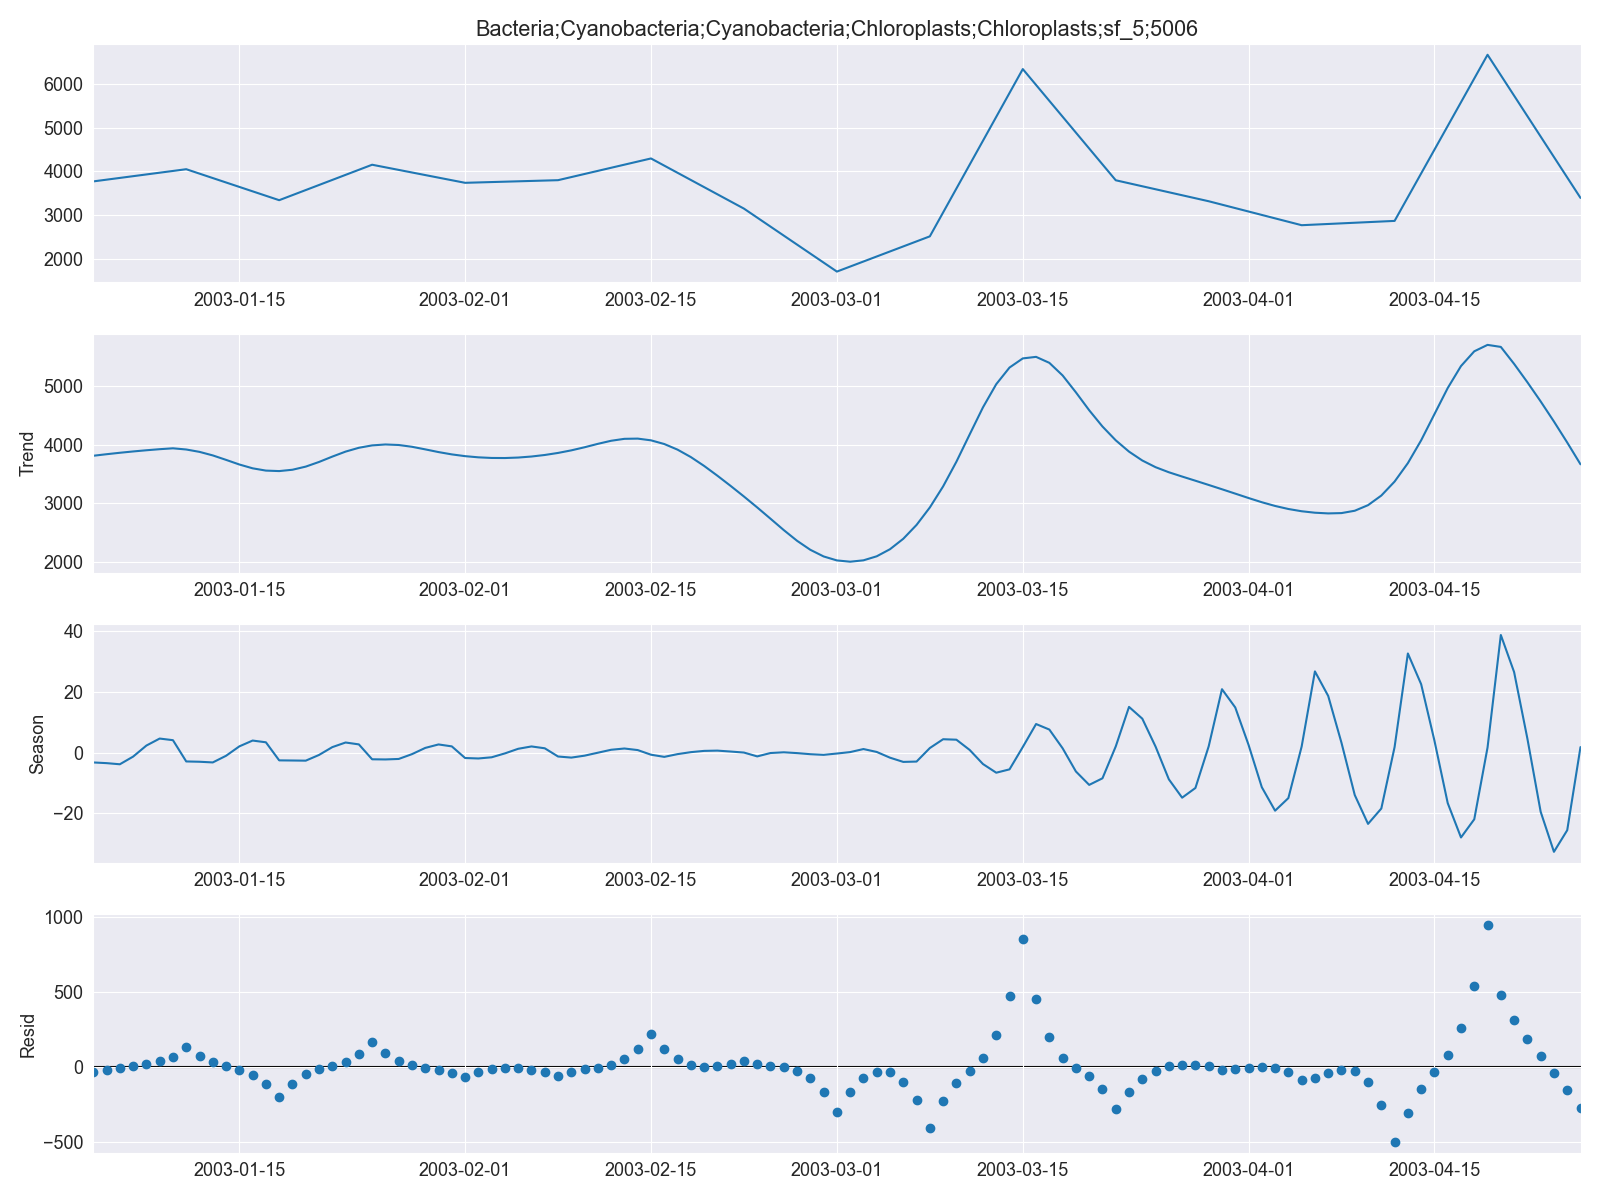 Bacteria;Cyanobacteria;Cyanobacteria;Chloroplasts;Chloroplasts;sf_5;5006
6000
5000
4000
3000
2000
2003-01-15 2003-02-01 2003-02-15 2003-03-01 2003-03-15 2003-04-01 2003-04-15
Trend
5000
4000
3000
2000
2003-01-15 2003-02-01 2003-02-15 2003-03-01 2003-03-15 2003-04-01 2003-04-15
Season
40
20
0
−20
2003-01-15 2003-02-01 2003-02-15 2003-03-01 2003-03-15 2003-04-01 2003-04-15
Resid
1000
500
0
−500
2003-01-15 2003-02-01 2003-02-15 2003-03-01 2003-03-15 2003-04-01 2003-04-15